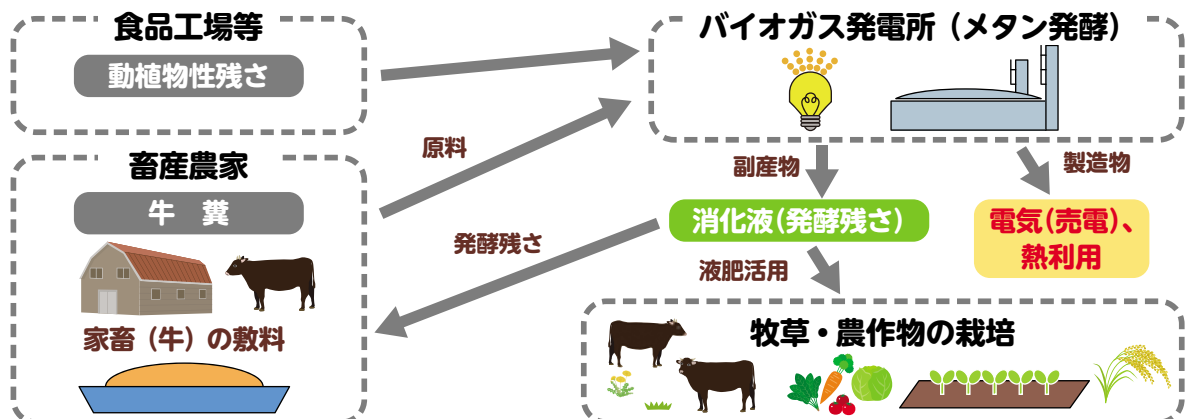 食品工場等
動植物性残さ
畜産農家
牛　糞
家畜（牛）の敷料
原料
発酵残さ
バイオガス発電所（メタン発酵）
副産物
製造物
消化液（発酵残さ）
電気（売電）、
熱利用
液肥活用
牧草・農作物の栽培